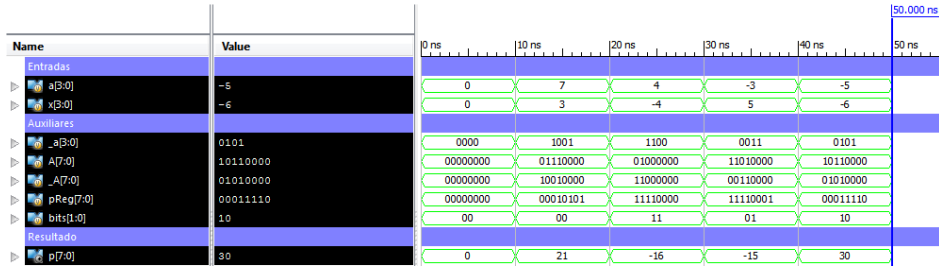 50.000 ns
Name Value 0 ns 10 ns 20 ns 30 ns 40 ns 50 ns
Entradas
a[3:0] -5 0 7 4 -3 -5
x[3:0] -6 0 3 -4 5 -6
Auxiliares
_a[3:0] 0101 0000 1001 1100 0011 0101
A[7:0] 10110000 00000000 01110000 01000000 11010000 10110000
_A[7:0] 01010000 00000000 10010000 11000000 00110000 01010000
pReg[7:0] 00011110 00000000 00010101 11110000 11110001 00011110
bits[1:0] 10 00 00 11 01 10
Resultado
p[7:0] 30 0 21 -16 -15 30